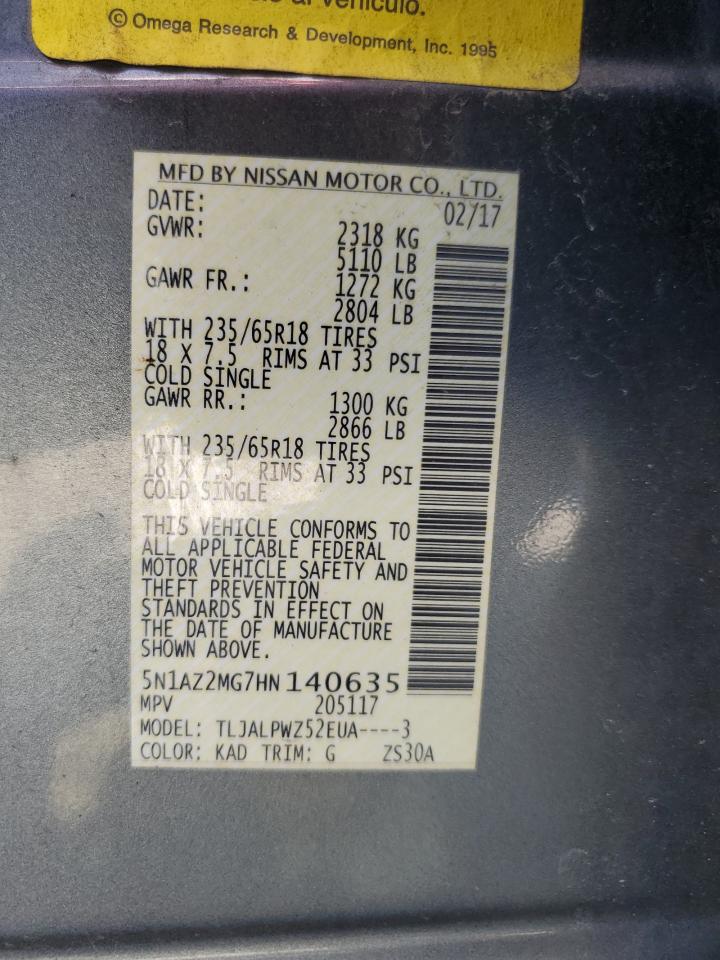 al vehículo.
© Omega Research & Development, Inc. 1995
MFD BY NISSAN MOTOR CO., LTD.
DATE: 02/17
GVWR: 2318 KG
5110 LB
GAWR FR.: 1272 KG
2804 LB
WITH 235/65R18 TIRES
18 X 7.5 RIMS AT 33 PSI
COLD SINGLE
GAWR RR.: 1300 KG
2866 LB
WITH 235/65R18 TIRES
18 X 7.5 RIMS AT 33 PSI
COLD SINGLE
THIS VEHICLE CONFORMS TO
ALL APPLICABLE FEDERAL
MOTOR VEHICLE SAFETY AND
THEFT PREVENTION
STANDARDS IN EFFECT ON
THE DATE OF MANUFACTURE
SHOWN ABOVE.
5N1AZ2MG7HN140635
MPV 205117
MODEL: TLJALPWZ52EUA----3
COLOR: KAD TRIM: G ZS30A